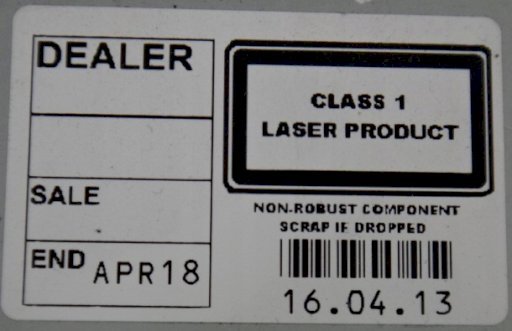 DEALER
SALE
END APR18
CLASS 1
LASER PRODUCT
NON-ROBUST COMPONENT
SCRAP IF DROPPED
16.04.13